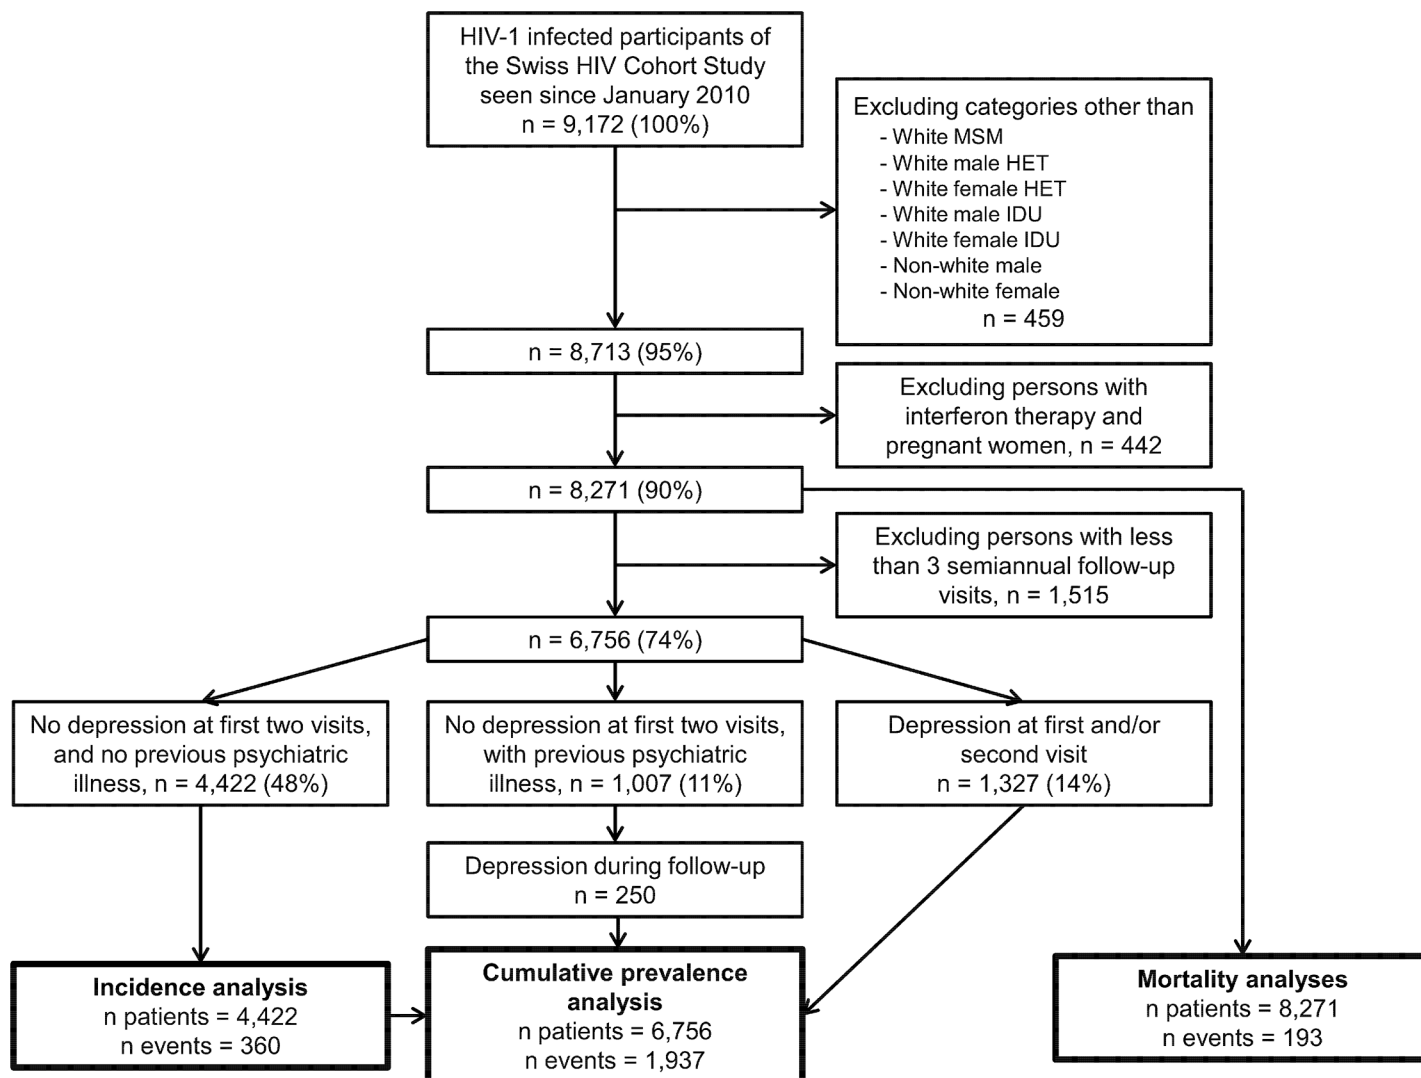 HIV-1 infected participants of
the Swiss HIV Cohort Study
seen since January 2010
n = 9,172 (100%)
Excluding categories other than
- White MSM
- White male HET
- White female HET
- White male IDU
- White female IDU
- Non-white male
- Non-white female
n = 459
n = 8,713 (95%)
Excluding persons with
interferon therapy and
pregnant women, n = 442
n = 8,271 (90%)
Excluding persons with less
than 3 semiannual follow-up
visits, n = 1,515
n = 6,756 (74%)
No depression at first two visits,
and no previous psychiatric
illness, n = 4,422 (48%)
No depression at first two visits,
with previous psychiatric
illness, n = 1,007 (11%)
Depression at first and/or
second visit
n = 1,327 (14%)
Depression during follow-up
n = 250
Incidence analysis
n patients = 4,422
n events = 360
Cumulative prevalence
analysis
n patients = 6,756
n events = 1,937
Mortality analyses
n patients = 8,271
n events = 193